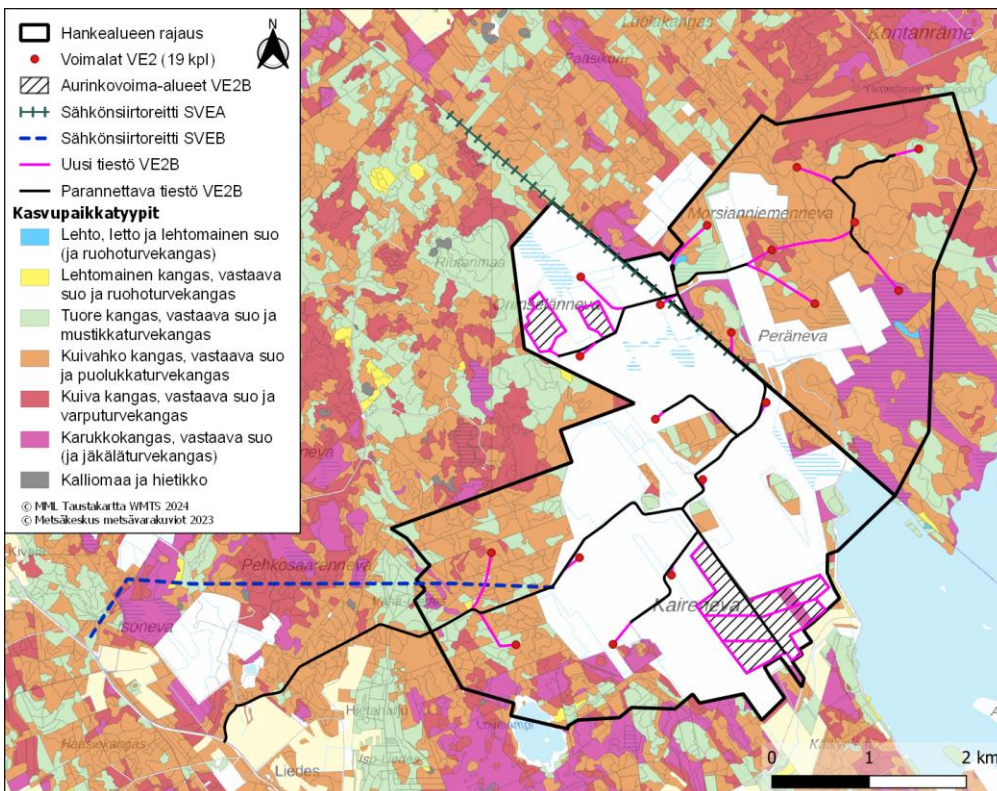 Hankealueen rajaus
Voimalat VE2 (19 kpl)
Aurinkovoima-alueet VE2B
Sähkönsiirtoreitti SVEA
Sähkönsiirtoreitti SVEB
Uusi tiestö VE2B
Parannettava tiestö VE2B
Kasvupaikkatyypit
Lehto, letto ja lehtomainen suo
(ja ruohoturvekangas)
Lehtomainen kangas, vastaava
suo ja ruohoturvekangas
Tuore kangas, vastaava suo ja
mustikkaturvekangas
Kuivahko kangas, vastaava suo
ja puolukkaturvekangas
Kuiva kangas, vastaava suo ja
varputurvekangas
Karukkokangas, vastaava suo
(ja jäkäläturvekangas)
Kalliomaa ja hietikko
© MML Taustakartta WMTS 2024
© Metsäkeskus metsävarakuviot 2023
N
Kontanräme
Morsianniemenneva
Peräneva
Pehkosaarenneva
Isoneva
Kaireneva
Hietaharju
Iso-Liedes
Liedes
0 1 2 km